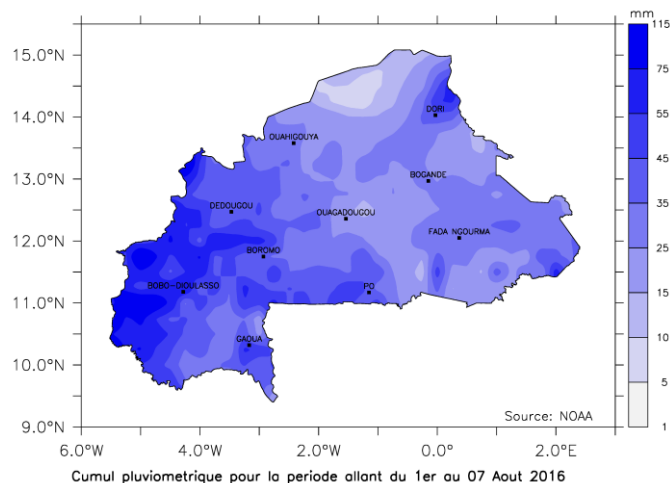 mm
115
75
55
45
35
25
15
10
5
1
15.0°N
14.0°N
13.0°N
12.0°N
11.0°N
10.0°N
9.0°N
DORI
OUAHIGOUYA
BOGANDE
DEDOUGOU
OUAGADOUGOU
FADA NGOURMA
BOROMO
BOBO-DIOULASSO
PO
GAOUA
Source: NOAA
6.0°W
4.0°W
2.0°W
0.0°W
2.0°E
Cumul pluviometrique pour la periode allant du 1er au 07 Aout 2016